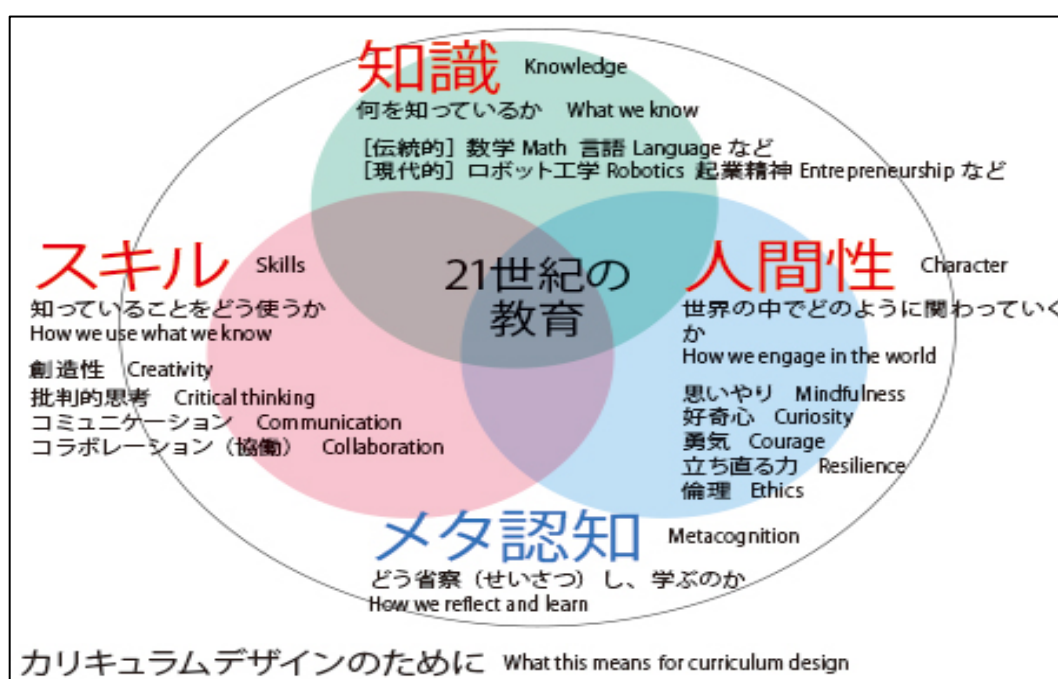 知識 Knowledge
何を知っているか What we know
［伝統的］数学 Math 言語 Language など
［現代的］ロボット工学 Robotics 起業精神 Entrepreneurship など
スキル Skills
知っていることをどう使うか
How we use what we know
創造性 Creativity
批判的思考 Critical thinking
コミュニケーション Communication
コラボレーション（協働） Collaboration
21世紀の
教育
人間性 Character
世界の中でどのように関わっていく
か
How we engage in the world
思いやり Mindfulness
好奇心 Curiosity
勇気 Courage
立ち直る力 Resilience
倫理 Ethics
メタ認知 Metacognition
どう省察（せいさつ）し、学ぶのか
How we reflect and learn
カリキュラムデザインのために What this means for curriculum design